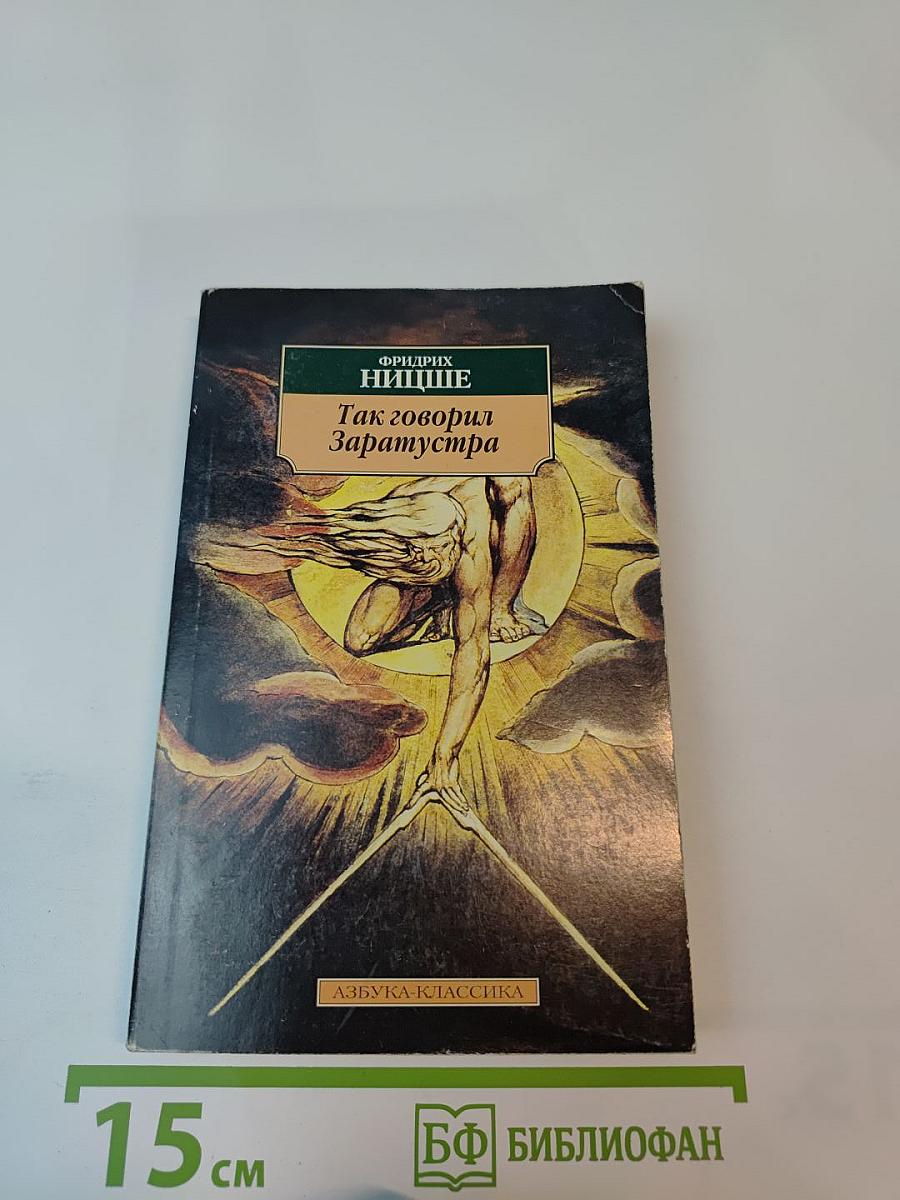 ФРИДРИХ
НИЦШЕ
Так говорил
Заратустра
АЗБУКА-КЛАССИКА
15 см
БФ БИБЛИОФАН